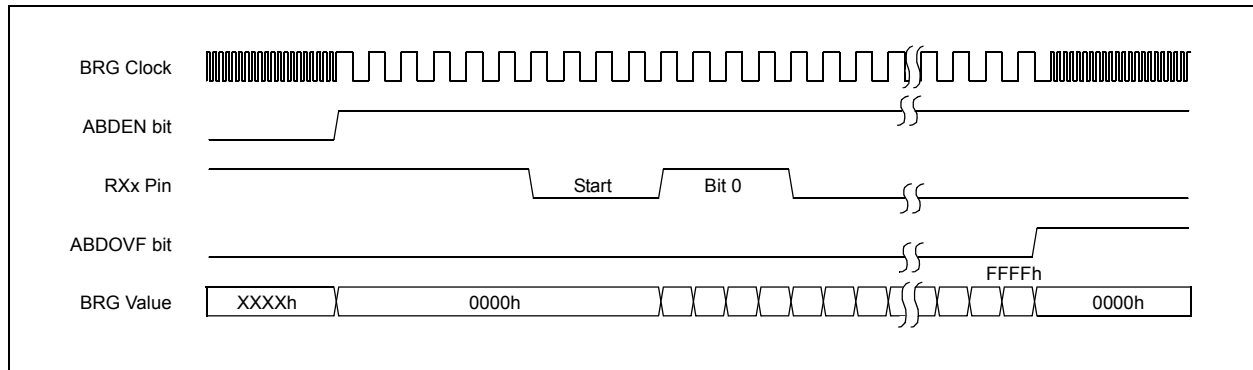 BRG Clock
ABDEN bit
RXx Pin
Start
Bit 0
ABDOVF bit
FFFFh
BRG Value
XXXXh
0000h
0000h